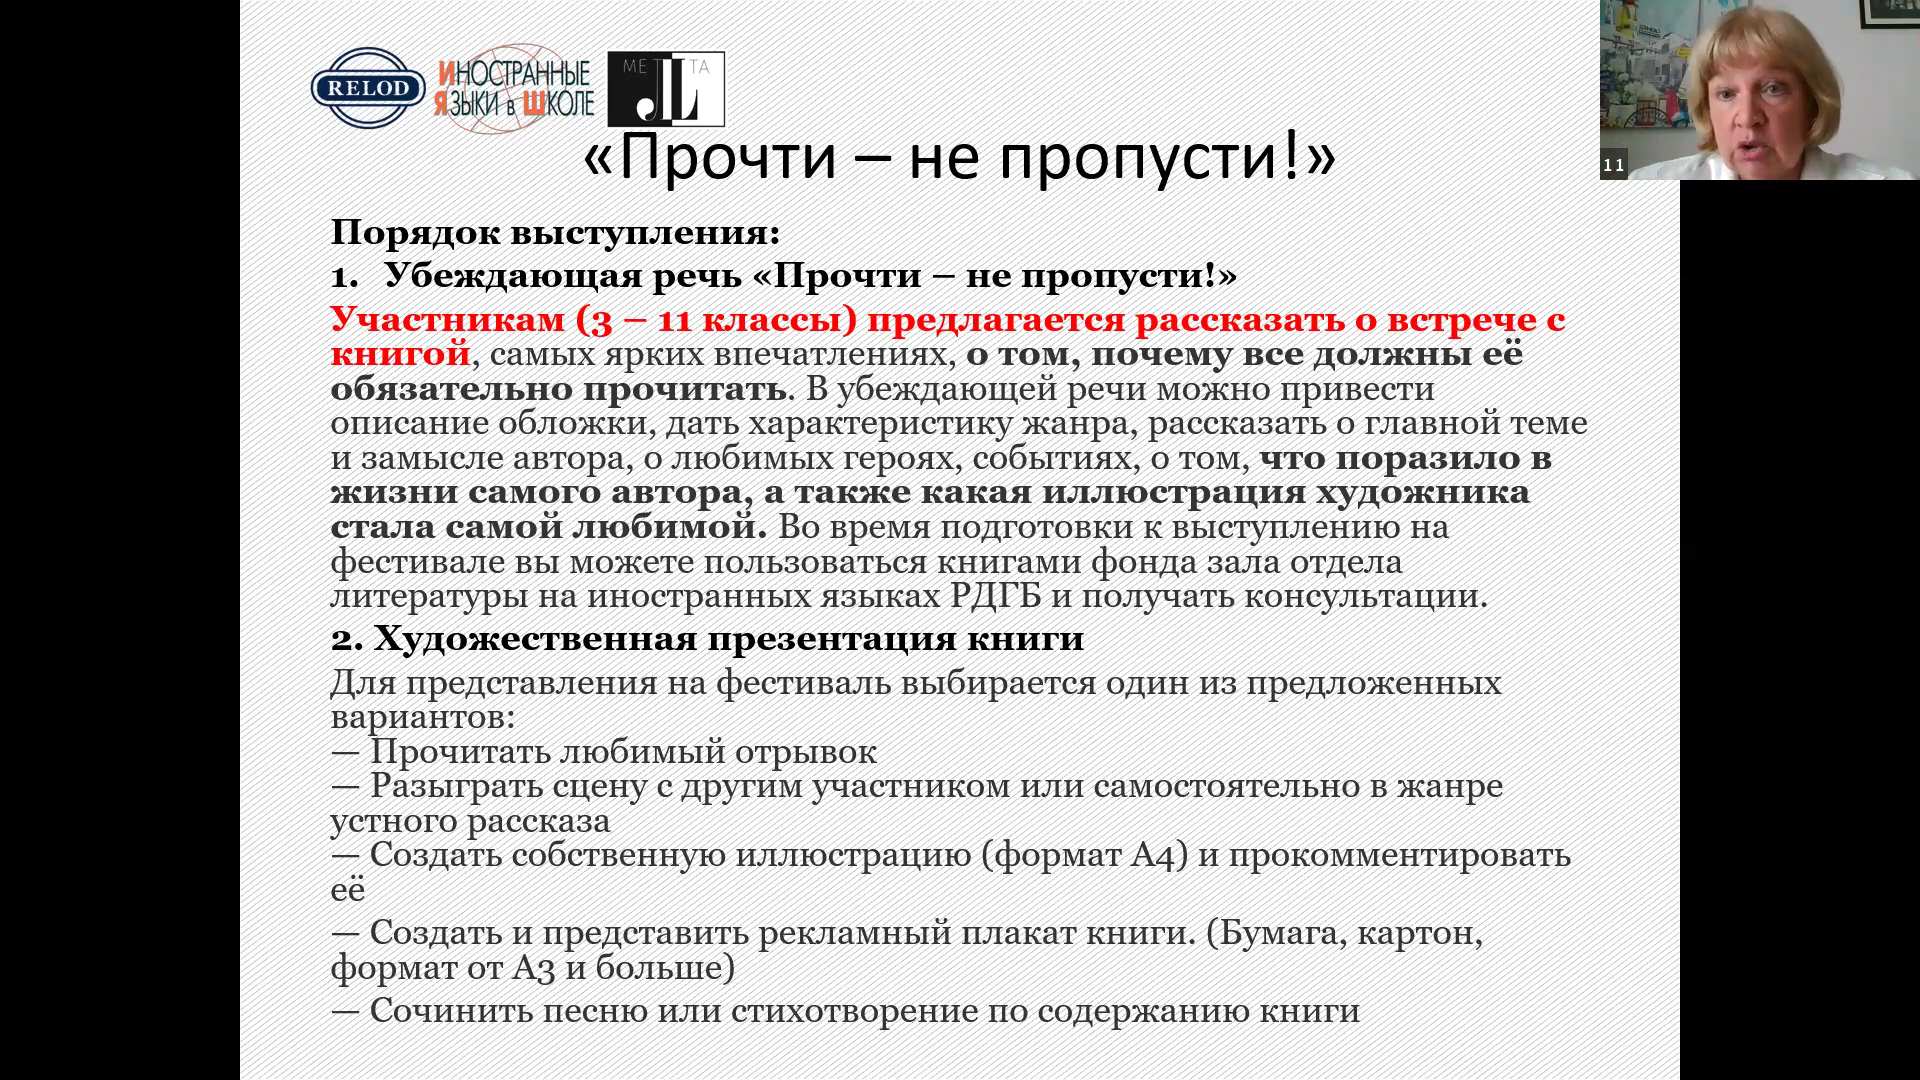 RELOD
ИНОСТРАННЫЕ
ЯЗЫКИ в ШКОЛЕ
МЕ ТА
JL
«Прочти – не пропусти!»
11
Порядок выступления:
1. Убеждающая речь «Прочти – не пропусти!»
Участникам (3 – 11 классы) предлагается рассказать о встрече с
книгой, самых ярких впечатлениях, о том, почему все должны её
обязательно прочитать. В убеждающей речи можно привести
описание обложки, дать характеристику жанра, рассказать о главной теме
и замысле автора, о любимых героях, событиях, о том, что поразило в
жизни самого автора, а также какая иллюстрация художника
стала самой любимой. Во время подготовки к выступлению на
фестивале вы можете пользоваться книгами фонда зала отдела
литературы на иностранных языках РДГБ и получать консультации.
2. Художественная презентация книги
Для представления на фестиваль выбирается один из предложенных
вариантов:
— Прочитать любимый отрывок
— Разыграть сцену с другим участником или самостоятельно в жанре
устного рассказа
— Создать собственную иллюстрацию (формат А4) и прокомментировать
её
— Создать и представить рекламный плакат книги. (Бумага, картон,
формат от А3 и больше)
— Сочинить песню или стихотворение по содержанию книги